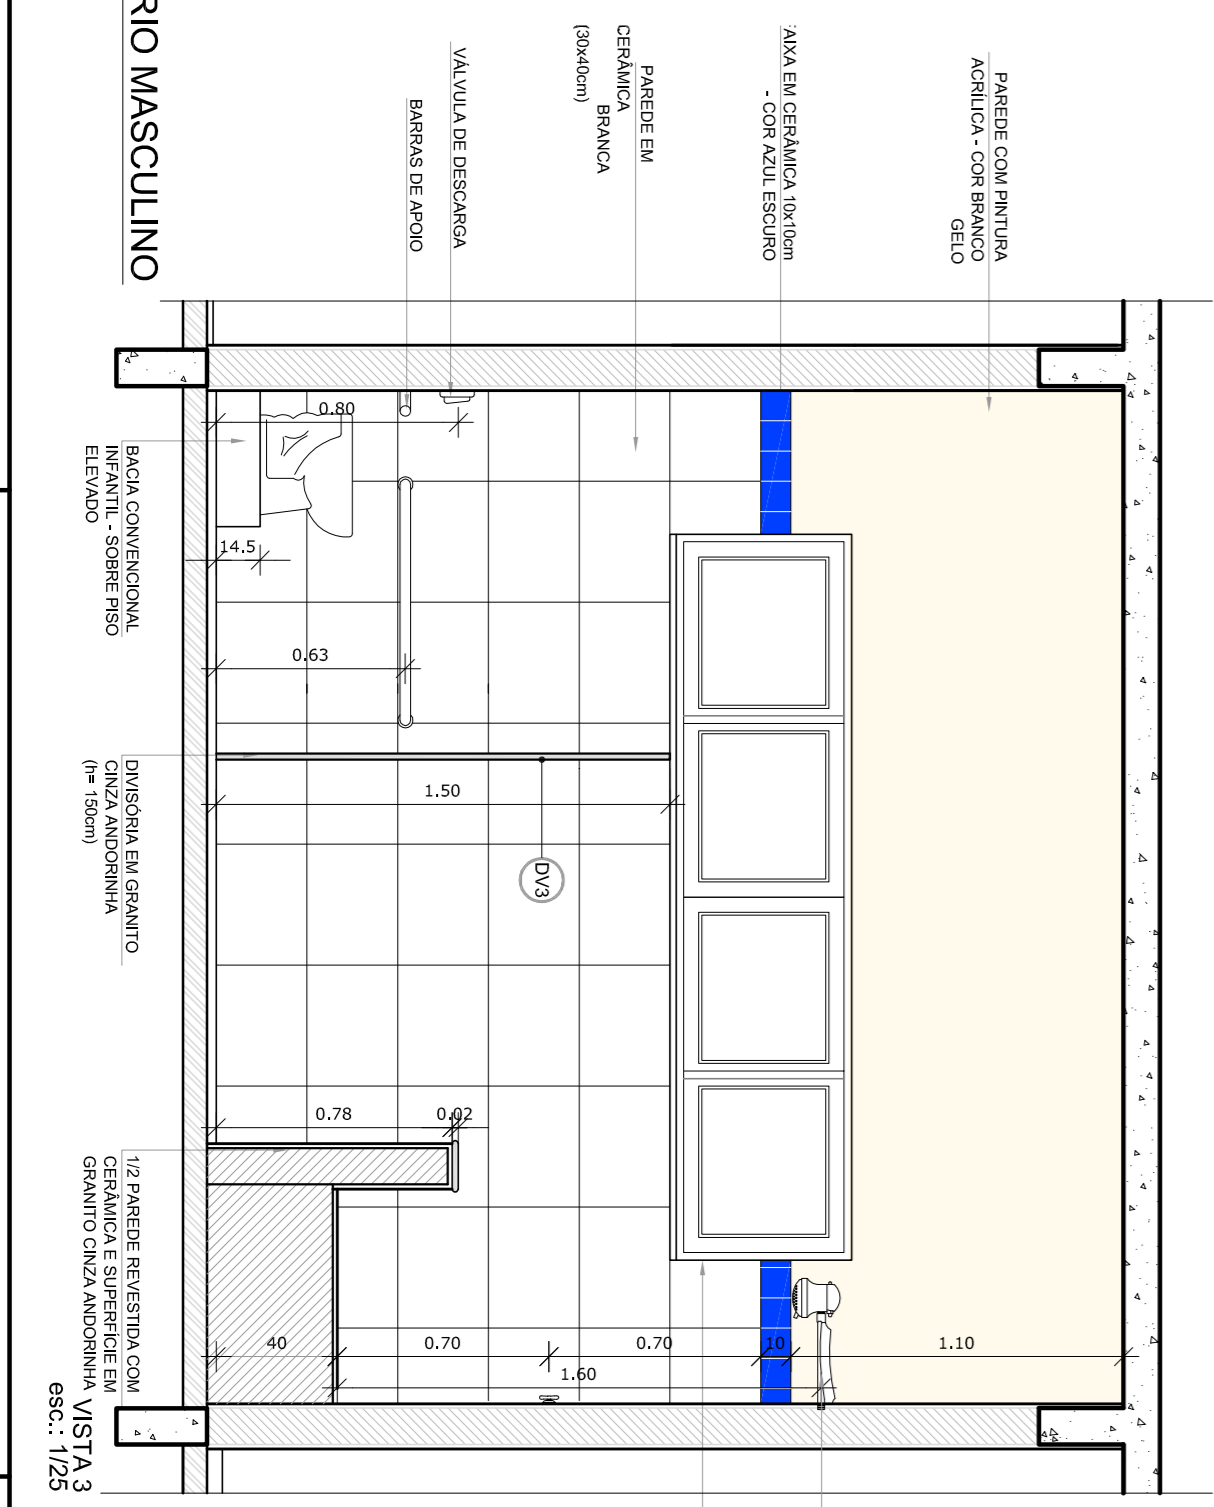 PAREDE COM PINTURA
ACRÍLICA - COR BRANCO
GELO
AIXA EM CERÂMICA 10x10cm
- COR AZUL ESCURO
PAREDE EM
CERÂMICA
BRANCA
(30x40cm)
VÁLVULA DE DESCARGA
BARRAS DE APOIO
RIO MASCULINO
0.80
14.5
0.63
1.50
DV3
0.78
0.02
40
0.70
0.70
10
1.10
1.60
BACIA CONVENCIONAL
INFANTIL - SOBRE PISO
ELEVADO
DIVISÓRIA EM GRANITO
CINZA ANDORINHA
(h= 150cm)
1/2 PAREDE REVESTIDA COM
CERÂMICA E SUPERFÍCIE EM
GRANITO CINZA ANDORINHA
VISTA 3
esc.: 1/25